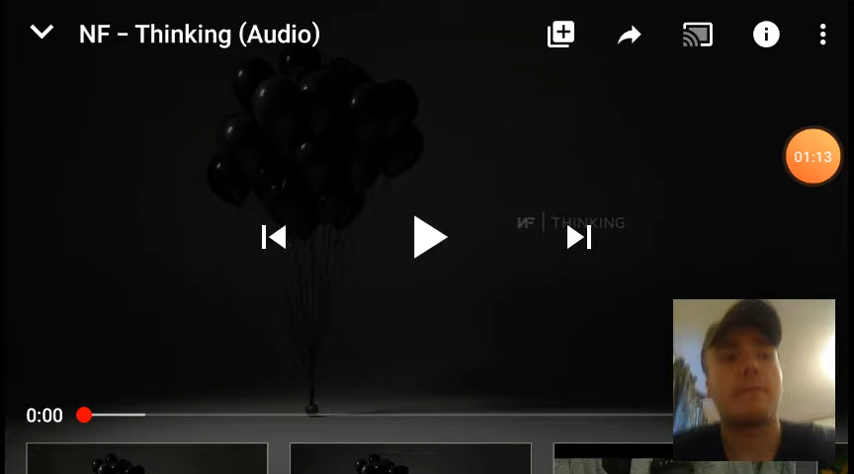 NF – Thinking (Audio)
01:13
NF | THiNKING
0:00